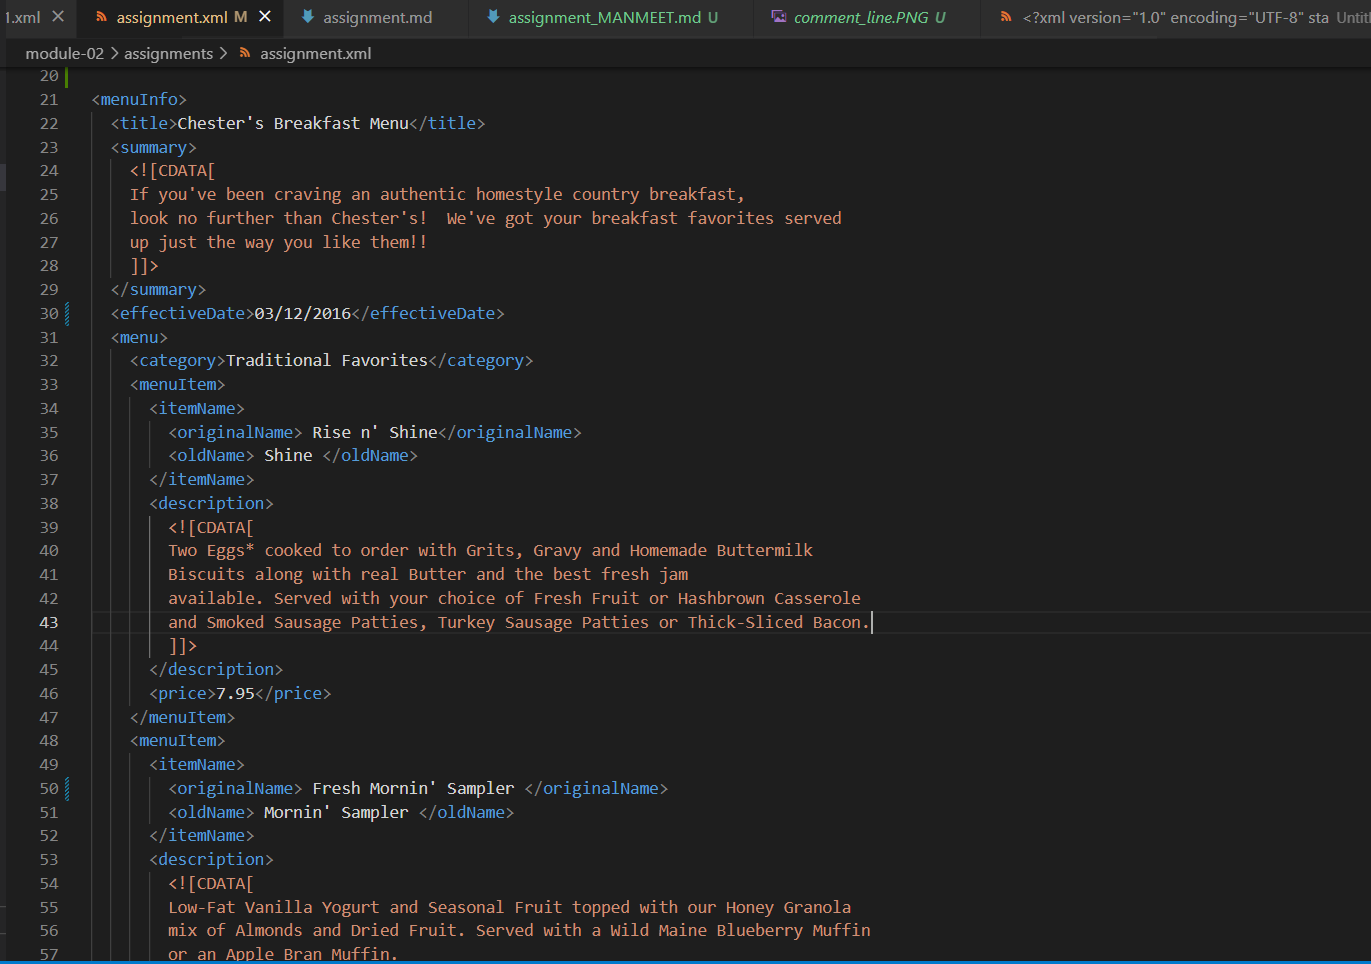 1.xml × assignment.xml M × assignment.md assignment_MANMEET.md U comment_line.PNG U <?xml version="1.0" encoding="UTF-8" sta Untitl
module-02 > assignments > assignment.xml
20
21 <menuInfo>
22 <title>Chester's Breakfast Menu</title>
23 <summary>
24 <![CDATA[
25 If you've been craving an authentic homestyle country breakfast,
26 look no further than Chester's!  We've got your breakfast favorites served
27 up just the way you like them!!
28 ]]>
29 </summary>
30 <effectiveDate>03/12/2016</effectiveDate>
31 <menu>
32 <category>Traditional Favorites</category>
33 <menuItem>
34 <itemName>
35 <originalName> Rise n' Shine</originalName>
36 <oldName> Shine </oldName>
37 </itemName>
38 <description>
39 <![CDATA[
40 Two Eggs* cooked to order with Grits, Gravy and Homemade Buttermilk
41 Biscuits along with real Butter and the best fresh jam
42 available. Served with your choice of Fresh Fruit or Hashbrown Casserole
43 and Smoked Sausage Patties, Turkey Sausage Patties or Thick-Sliced Bacon.
44 ]]>
45 </description>
46 <price>7.95</price>
47 </menuItem>
48 <menuItem>
49 <itemName>
50 <originalName> Fresh Mornin' Sampler </originalName>
51 <oldName> Mornin' Sampler </oldName>
52 </itemName>
53 <description>
54 <![CDATA[
55 Low-Fat Vanilla Yogurt and Seasonal Fruit topped with our Honey Granola
56 mix of Almonds and Dried Fruit. Served with a Wild Maine Blueberry Muffin
57 or an Apple Bran Muffin.